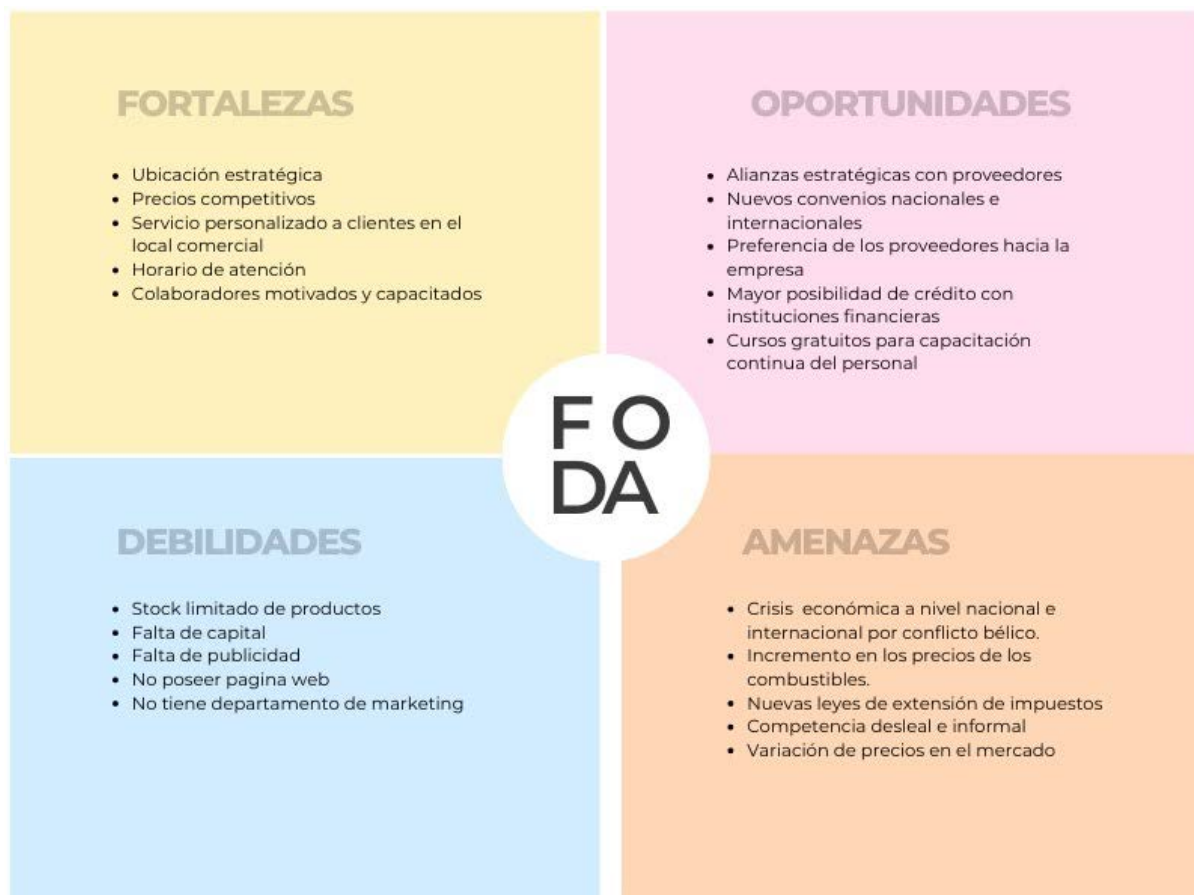 FORTALEZAS
• Ubicación estratégica
• Precios competitivos
• Servicio personalizado a clientes en el
local comercial
• Horario de atención
• Colaboradores motivados y capacitados
OPORTUNIDADES
• Alianzas estratégicas con proveedores
• Nuevos convenios nacionales e
internacionales
• Preferencia de los proveedores hacia la
empresa
• Mayor posibilidad de crédito con
instituciones financieras
• Cursos gratuitos para capacitación
continua del personal
F O
DA
DEBILIDADES
• Stock limitado de productos
• Falta de capital
• Falta de publicidad
• No poseer pagina web
• No tiene departamento de marketing
AMENAZAS
• Crisis  económica a nivel nacional e
internacional por conflicto bélico.
• Incremento en los precios de los
combustibles.
• Nuevas leyes de extensión de impuestos
• Competencia desleal e informal
• Variación de precios en el mercado